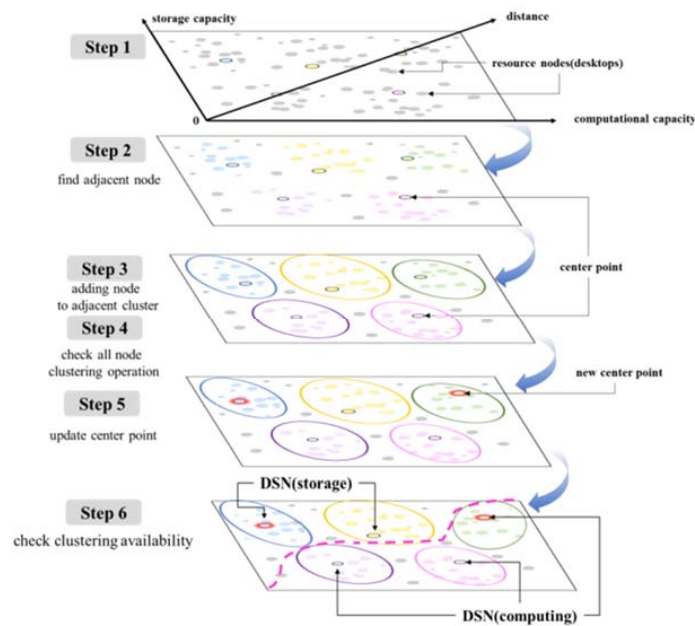 storage capacity
distance
Step 1
resource nodes(desktops)
0
computational capacity
Step 2
find adjacent node
Step 3
adding node
to adjacent cluster
center point
Step 4
check all node
clustering operation
new center point
Step 5
update center point
DSN(storage)
Step 6
check clustering availability
DSN(computing)